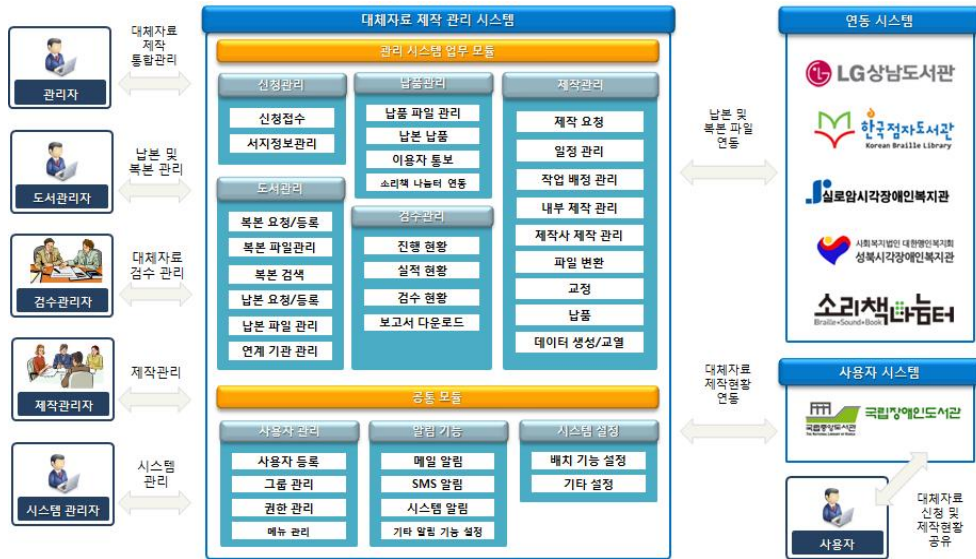 대체자료 제작 관리 시스템
관리 시스템 업무 모듈
신청관리
신청접수
서지정보관리
도서관리
복본 요청/등록
복본 파일관리
복본 검색
납본 요청/등록
납본 파일 관리
연계 기관 관리
납품관리
납품 파일 관리
납본 납품
이용자 통보
소리책 나눔터 연동
검수관리
진행 현황
실적 현황
검수 현황
보고서 다운로드
제작관리
제작 요청
일정 관리
작업 배정 관리
내부 제작 관리
제작사 제작 관리
파일 변환
교정
납품
데이터 생성/교열
공통 모듈
사용자 관리
사용자 등록
그룹 관리
권한 관리
메뉴 관리
알림 기능
메일 알림
SMS 알림
시스템 알림
기타 알림 기능 설정
시스템 설정
배치 기능 설정
기타 설정
관리자
대체자료
제작
통합관리
도서관리자
납본 및
복본 관리
검수관리자
대체자료
검수 관리
제작관리자
제작관리
시스템 관리자
시스템
관리
납본 및
복본 파일
연동
대체자료
제작현황
연동
연동 시스템
LG상남도서관
한국점자도서관
Korean Braille Library
실로암시각장애인복지관
사회복지법인 대한맹인복지회
성북시각장애인복지관
소리책나눔터
Braille•Sound•Book
사용자 시스템
국립중앙도서관
THE NATIONAL LIBRARY OF KOREA
국립장애인도서관
사용자
대체자료
신청 및
제작현황
공유